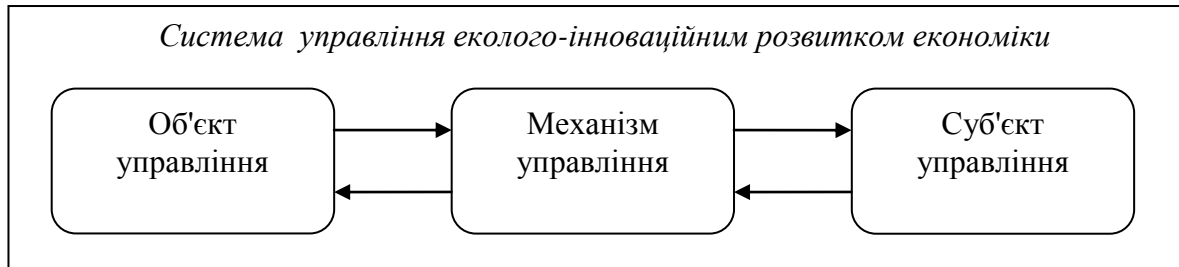 Система управління еколого-інноваційним розвитком економіки
Об'єкт
управління
Механізм
управління
Суб'єкт
управління